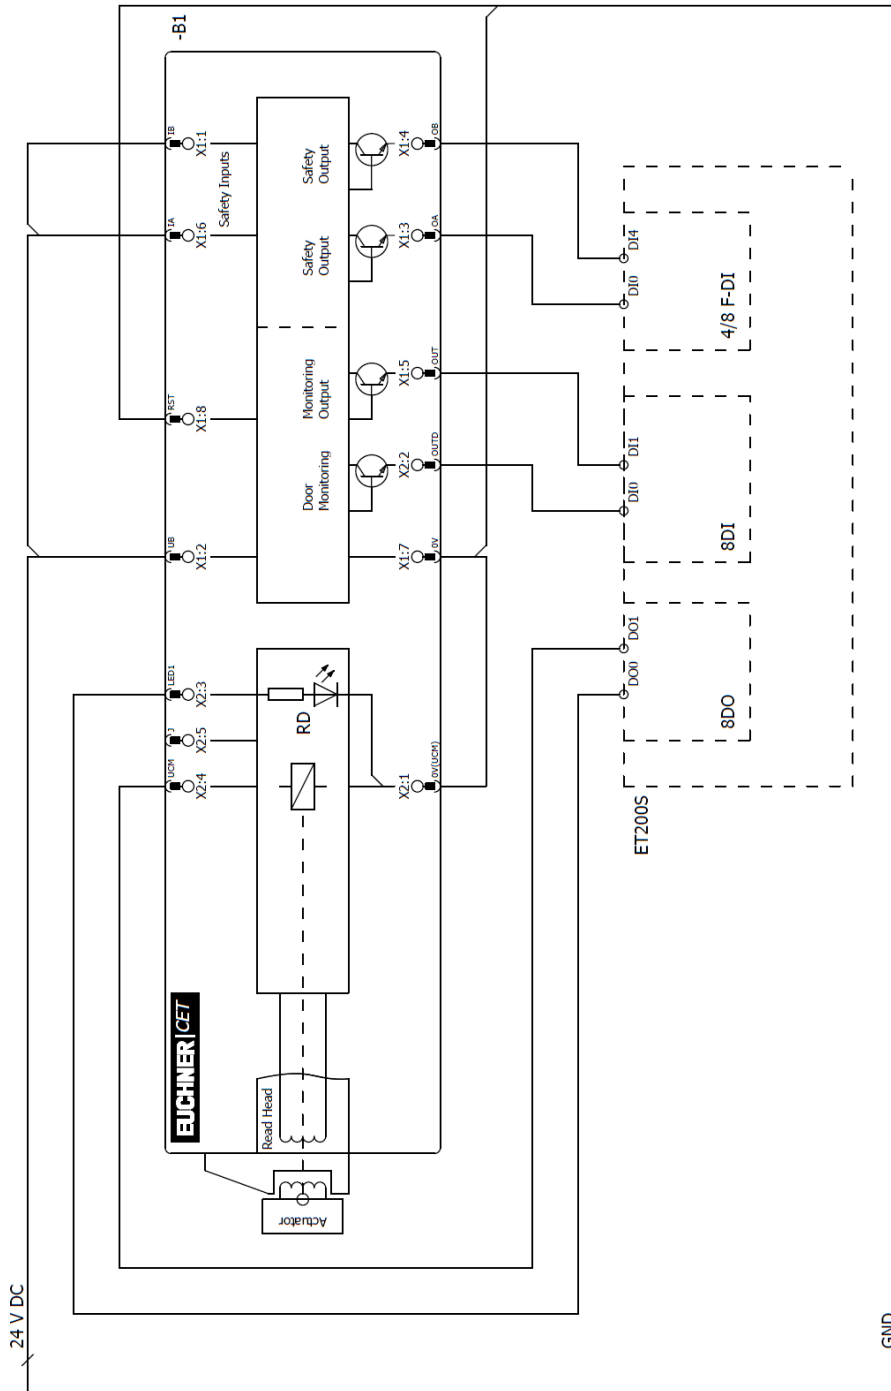 -B1
IB
X1:1
IA
X1:6
Safety Inputs
RST
X1:8
UB
X1:2
LED1
X2:3
J
X2:5
UCM
X2:4
Safety
Output
Safety
Output
Monitoring
Output
Door
Monitoring
RD
X1:4
OB
X1:3
OA
X1:5
OUT
X2:2
OUTD
X1:7
0V
X2:1
0V(UCM)
DI4
DI0
4/8 F-DI
DI1
DI0
8DI
DO1
DO0
8DO
ET200S
EUCHNER|CET
Read Head
Actuator
24 V DC
GND